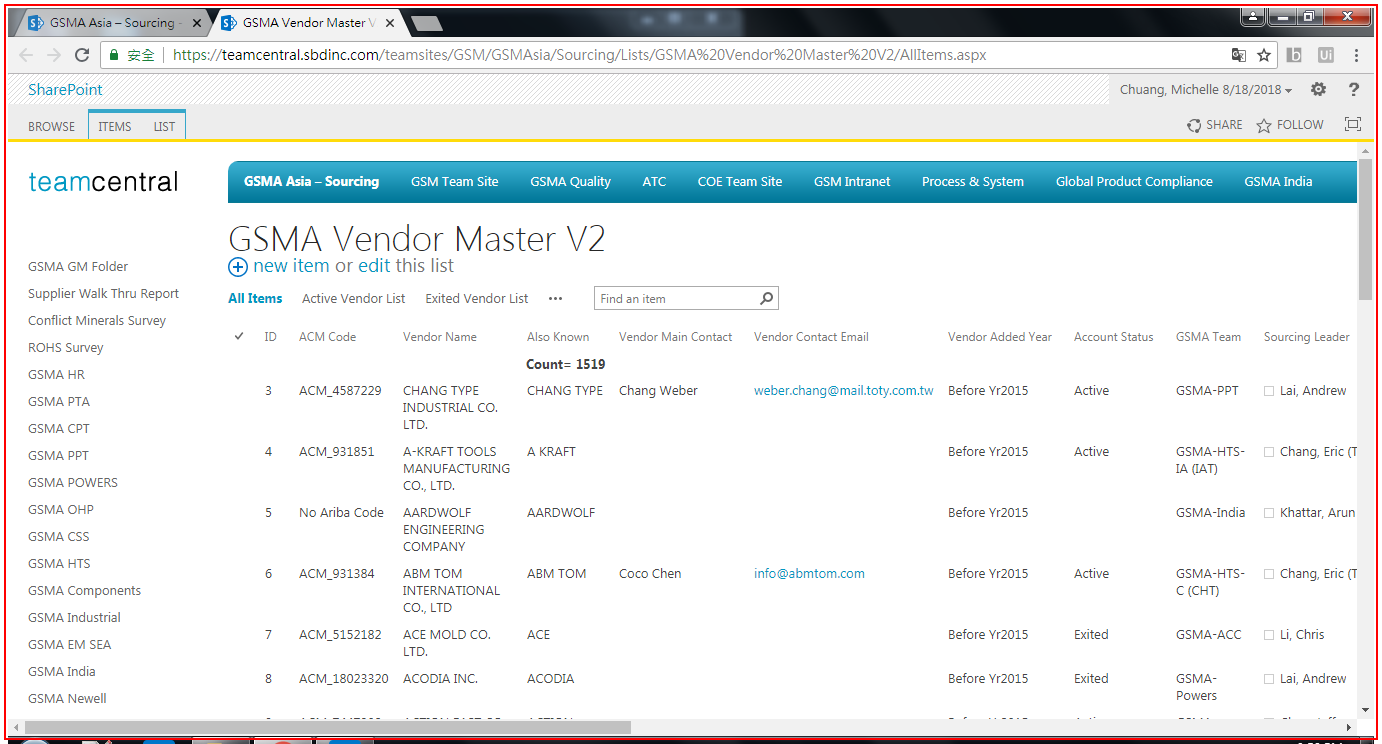 GSMA Asia – Sourcing -
GSMA Vendor Master V
安全 https://teamcentral.sbdinc.com/teamsites/GSM/GSMAsia/Sourcing/Lists/GSMA%20Vendor%20Master%20V2/AllItems.aspx
SharePoint
Chuang, Michelle 8/18/2018
?
BROWSE ITEMS LIST
SHARE FOLLOW
teamcentral
GSMA Asia – Sourcing GSM Team Site GSMA Quality ATC COE Team Site GSM Intranet Process & System Global Product Compliance GSMA India
GSMA Vendor Master V2
new item or edit this list
All Items Active Vendor List Exited Vendor List ··· Find an item
GSMA GM Folder
Supplier Walk Thru Report
Conflict Minerals Survey
ROHS Survey
GSMA HR
GSMA PTA
GSMA CPT
GSMA PPT
GSMA POWERS
GSMA OHP
GSMA CSS
GSMA HTS
GSMA Components
GSMA Industrial
GSMA EM SEA
GSMA India
GSMA Newell
ID ACM Code Vendor Name Also Known Vendor Main Contact Vendor Contact Email Vendor Added Year Account Status GSMA Team Sourcing Leader
Count= 1519
3 ACM_4587229 CHANG TYPE CHANG TYPE Chang Weber weber.chang@mail.toty.com.tw Before Yr2015 Active GSMA-PPT Lai, Andrew
INDUSTRIAL CO.
LTD.
4 ACM_931851 A-KRAFT TOOLS A KRAFT Before Yr2015 Active GSMA-HTS- Chang, Eric (T
MANUFACTURING IA (IAT)
CO., LTD.
5 No Ariba Code AARDWOLF AARDWOLF Before Yr2015 GSMA-India Khattar, Arun
ENGINEERING
COMPANY
6 ACM_931384 ABM TOM ABM TOM Coco Chen info@abmtom.com Before Yr2015 Active GSMA-HTS- Chang, Eric (T
INTERNATIONAL C (CHT)
CO., LTD
7 ACM_5152182 ACE MOLD CO. ACE Before Yr2015 Exited GSMA-ACC Li, Chris
LTD.
8 ACM_18023320 ACODIA INC. ACODIA Before Yr2015 Exited GSMA- Lai, Andrew
Powers